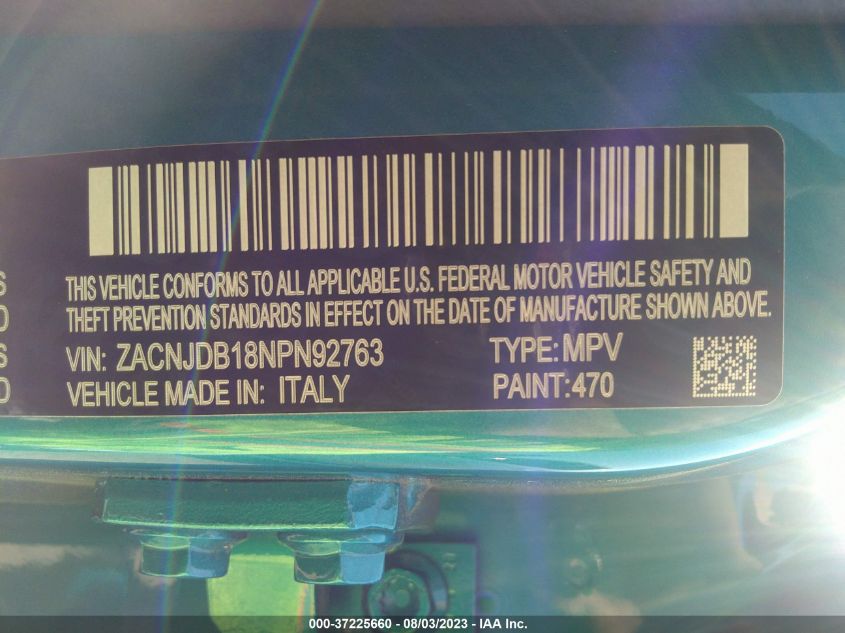 S
D
S
D
THIS VEHICLE CONFORMS TO ALL APPLICABLE U.S. FEDERAL MOTOR VEHICLE SAFETY AND
THEFT PREVENTION STANDARDS IN EFFECT ON THE DATE OF MANUFACTURE SHOWN ABOVE.
VIN: ZACNJDB18NPN92763 TYPE: MPV
VEHICLE MADE IN: ITALY PAINT:470
000-37225660 - 08/03/2023 - IAA Inc.